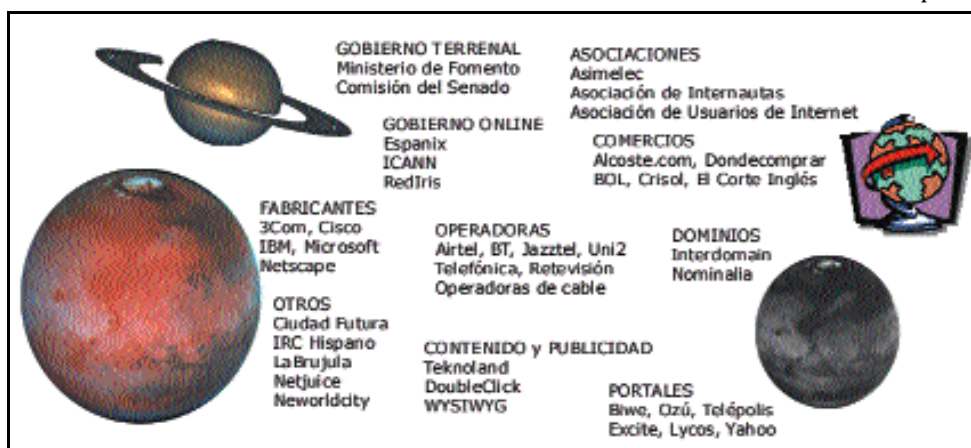 GOBIERNO TERRENAL
Ministerio de Fomento
Comisión del Senado
ASOCIACIONES
Asimelec
Asociación de Internautas
Asociación de Usuarios de Internet
GOBIERNO ONLINE
Espanix
ICANN
RedIris
COMERCIOS
Alcoste.com, Dondecomprar
BOL, Crisol, El Corte Inglés
FABRICANTES
3Com, Cisco
IBM, Microsoft
Netscape
OPERADORAS
Airtel, BT, Jazztel, Uni2
Telefónica, Retevisión
Operadoras de cable
DOMINIOS
Interdomain
Nominalia
OTROS
Ciudad Futura
IRC Hispano
LaBrujula
Netjuice
Neworldcity
CONTENIDO y PUBLICIDAD
Teknoland
DoubleClick
WYSIWYG
PORTALES
Biwe, Ozú, Telépolis
Excite, Lycos, Yahoo